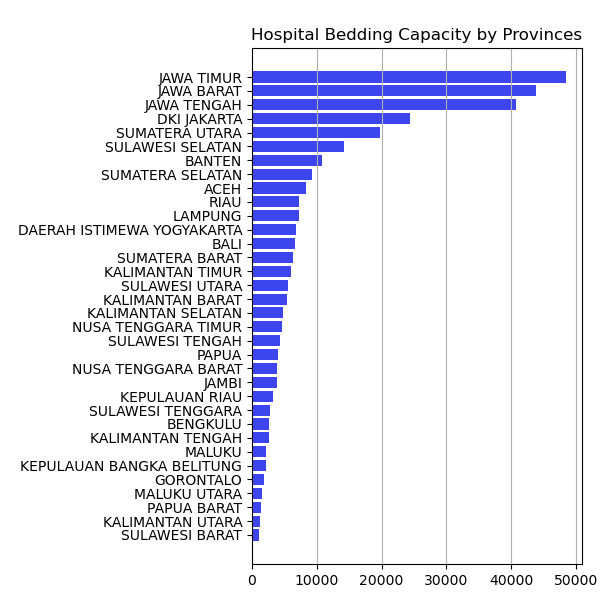 Hospital Bedding Capacity by Provinces
JAWA TIMUR
JAWA BARAT
JAWA TENGAH
DKI JAKARTA
SUMATERA UTARA
SULAWESI SELATAN
BANTEN
SUMATERA SELATAN
ACEH
RIAU
LAMPUNG
DAERAH ISTIMEWA YOGYAKARTA
BALI
SUMATERA BARAT
KALIMANTAN TIMUR
SULAWESI UTARA
KALIMANTAN BARAT
KALIMANTAN SELATAN
NUSA TENGGARA TIMUR
SULAWESI TENGAH
PAPUA
NUSA TENGGARA BARAT
JAMBI
KEPULAUAN RIAU
SULAWESI TENGGARA
BENGKULU
KALIMANTAN TENGAH
MALUKU
KEPULAUAN BANGKA BELITUNG
GORONTALO
MALUKU UTARA
PAPUA BARAT
KALIMANTAN UTARA
SULAWESI BARAT
0 10000 20000 30000 40000 50000